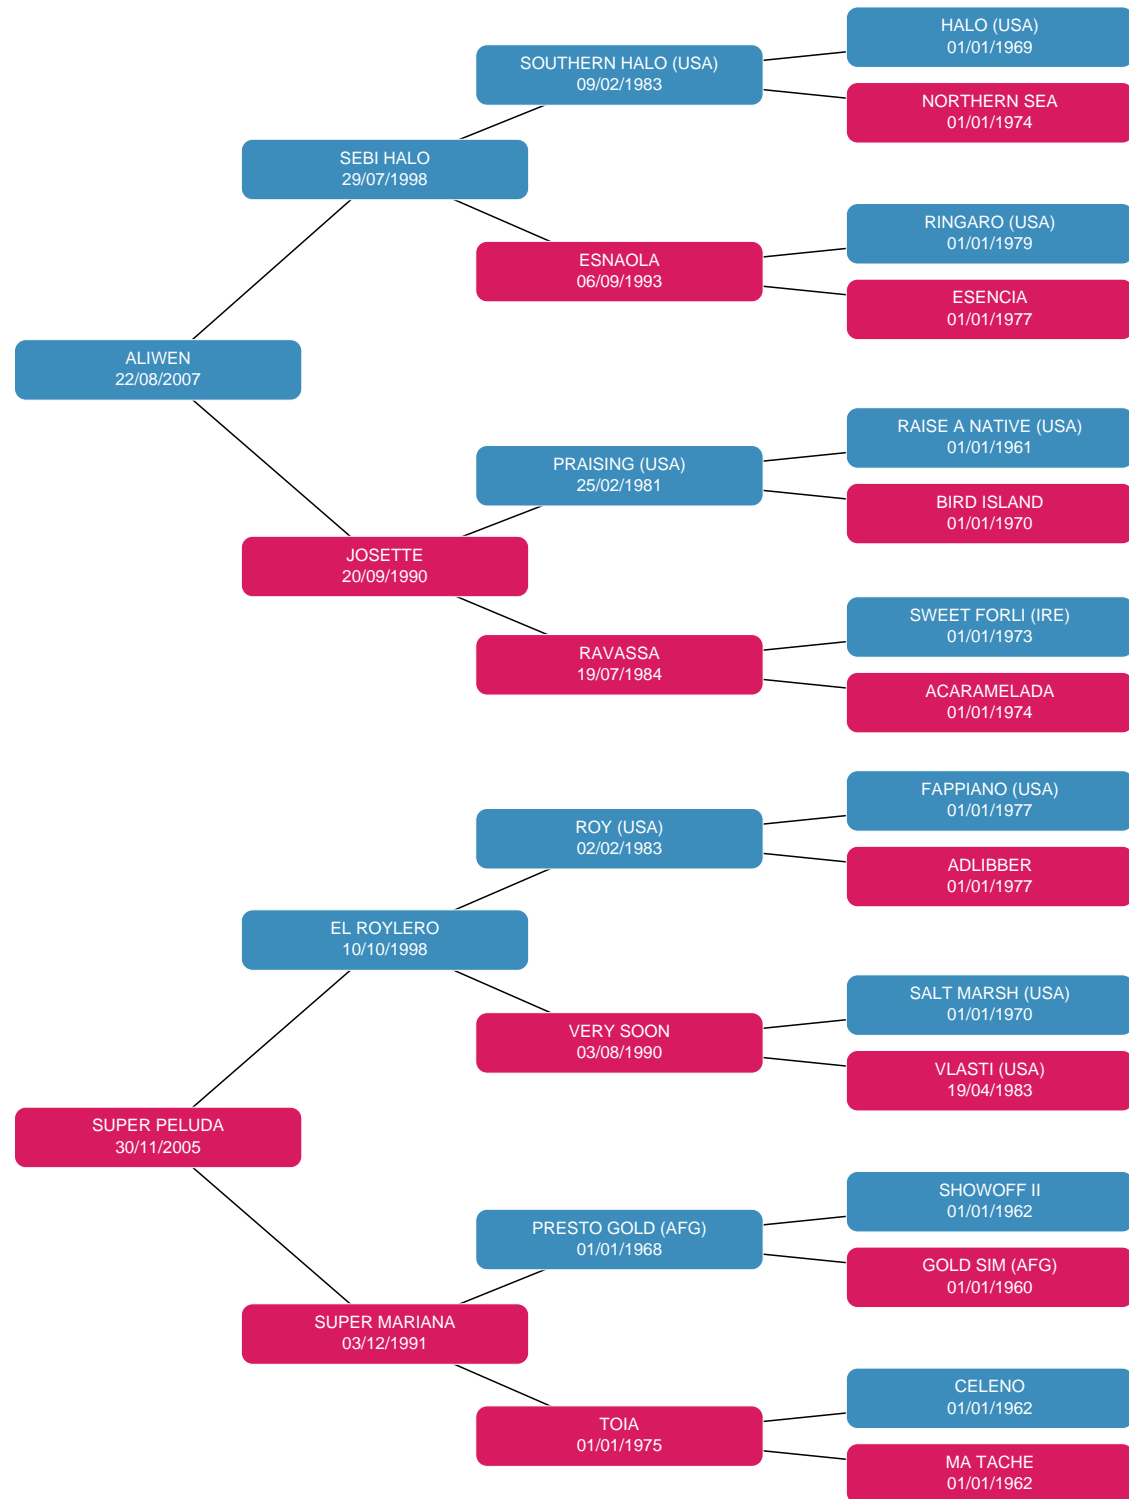 HALO (USA)
01/01/1969
SOUTHERN HALO (USA)
09/02/1983
NORTHERN SEA
01/01/1974
SEBI HALO
29/07/1998
RINGARO (USA)
01/01/1979
ESNAOLA
06/09/1993
ESENCIA
01/01/1977
ALIWEN
22/08/2007
RAISE A NATIVE (USA)
01/01/1961
PRAISING (USA)
25/02/1981
BIRD ISLAND
01/01/1970
JOSETTE
20/09/1990
SWEET FORLI (IRE)
01/01/1973
RAVASSA
19/07/1984
ACARAMELADA
01/01/1974
FAPPIANO (USA)
01/01/1977
ROY (USA)
02/02/1983
ADLIBBER
01/01/1977
EL ROYLERO
10/10/1998
SALT MARSH (USA)
01/01/1970
VERY SOON
03/08/1990
VLASTI (USA)
19/04/1983
SUPER PELUDA
30/11/2005
SHOWOFF II
01/01/1962
PRESTO GOLD (AFG)
01/01/1968
GOLD SIM (AFG)
01/01/1960
SUPER MARIANA
03/12/1991
CELENO
01/01/1962
TOIA
01/01/1975
MA TACHE
01/01/1962